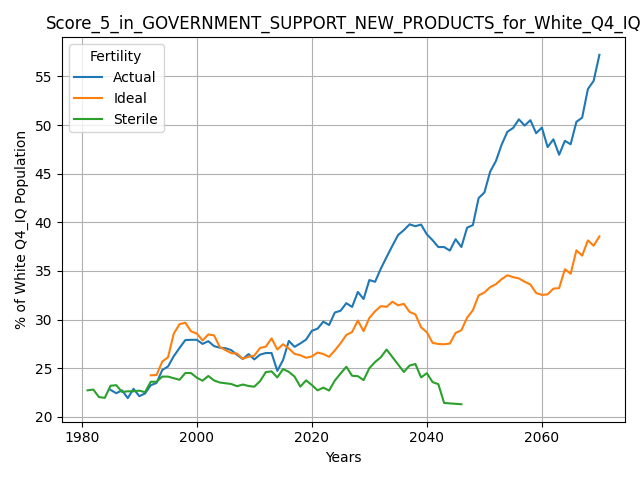 Score_5_in_GOVERNMENT_SUPPORT_NEW_PRODUCTS_for_White_Q4_IQ
Fertility
Actual
Ideal
Sterile
% of White Q4_IQ Population
55
50
45
40
35
30
25
20
1980
2000
2020
2040
2060
Years